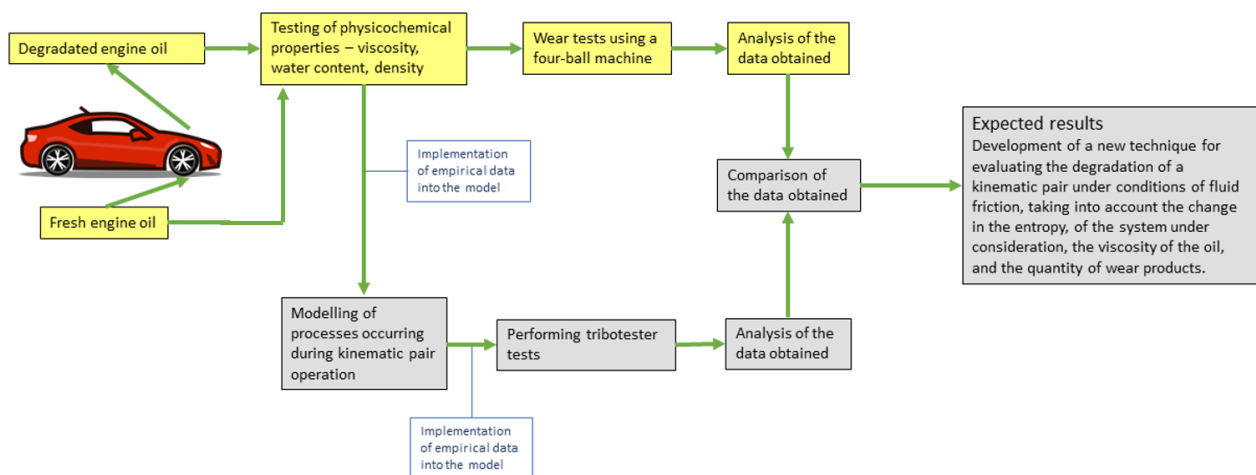 Degraded engine oil
Testing of physicochemical
properties – viscosity,
water content, density
Wear tests using a
four-ball machine
Analysis of the
data obtained
Fresh engine oil
Implementation
of empirical data
into the model
Comparison of
the data obtained
Expected results
Development of a new technique for
evaluating the degradation of a
kinematic pair under conditions of fluid
friction, taking into account the change
in the entropy, of the system under
consideration, the viscosity of the oil,
and the quantity of wear products.
Modelling of
processes occurring
during kinematic pair
operation
Performing tribotester
tests
Analysis of the
data obtained
Implementation
of empirical data
into the model